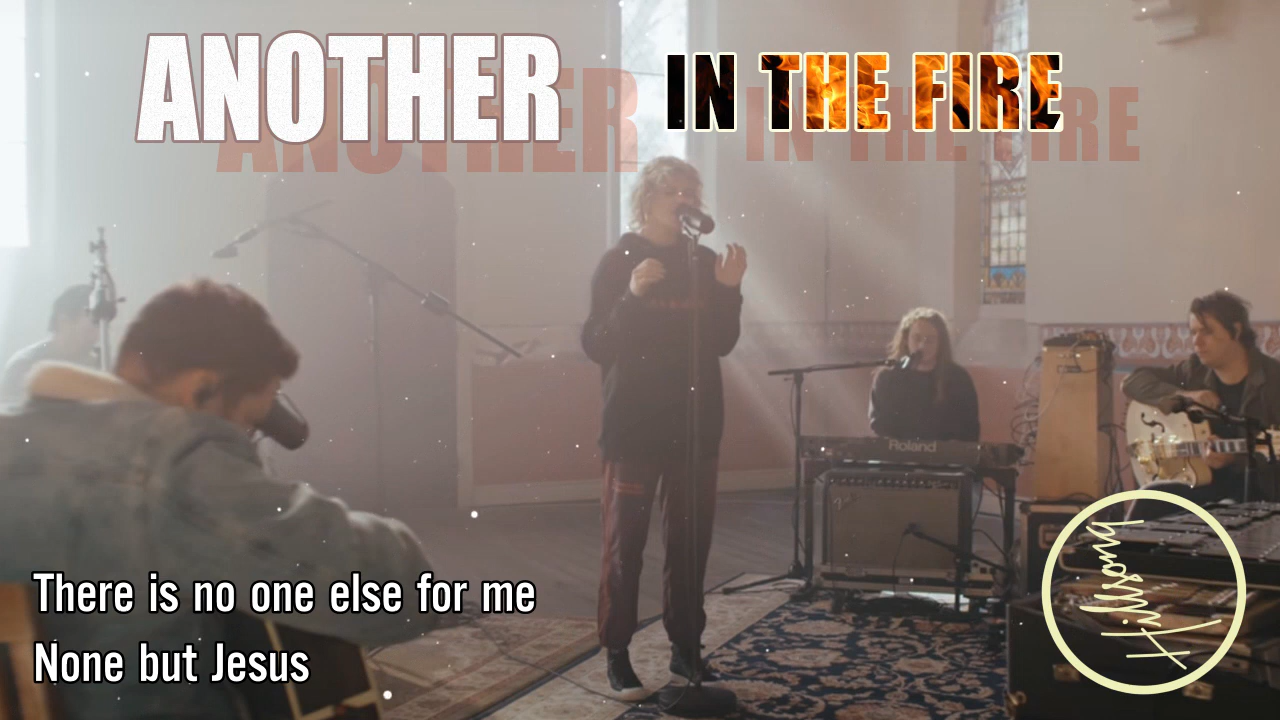 ANOTHER IN THE FIRE
Roland
There is no one else for me
None but Jesus
Hillsong